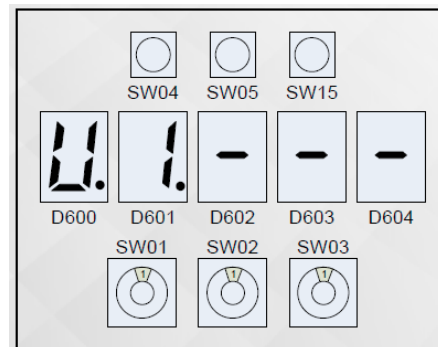 SW04 SW05 SW15
U. 1. - - -
D600 D601 D602 D603 D604
SW01 SW02 SW03
1 1 1